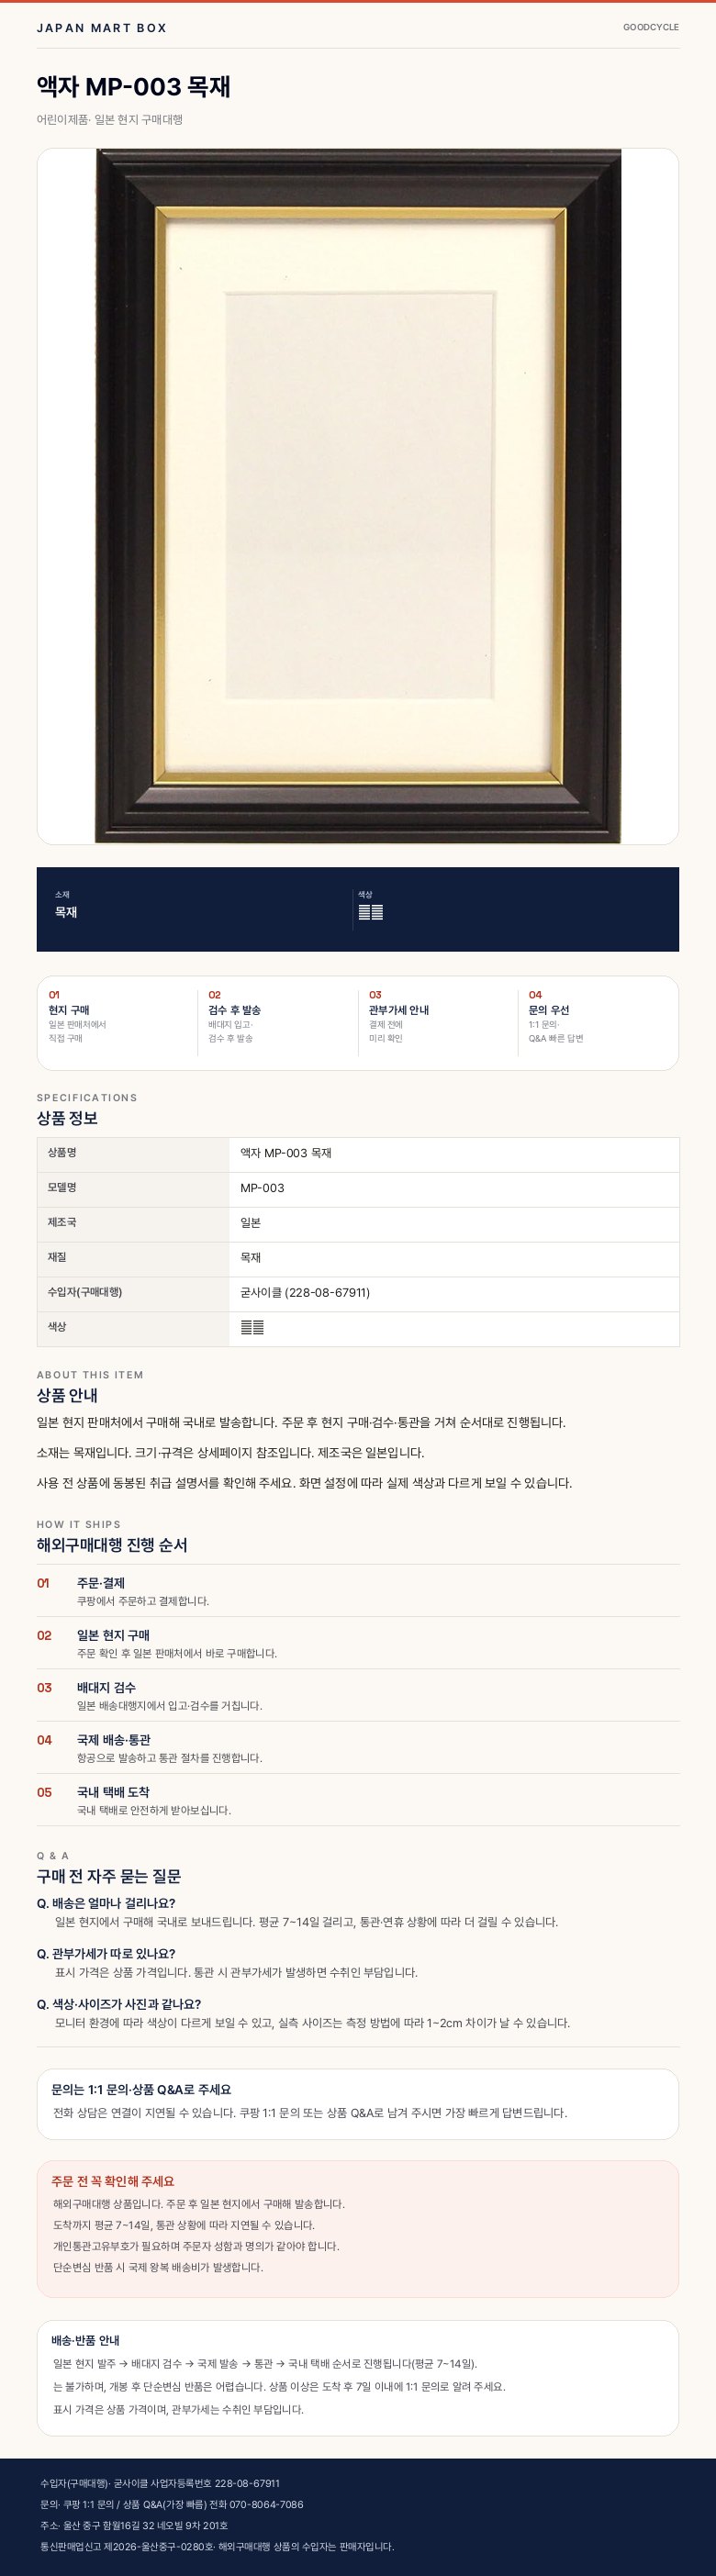 JAPAN MART BOX
GOODCYCLE
액자 MP-003 목재
어린이제품· 일본 현지 구매대행
소재
목재
색상
01
현지 구매
일본 판매처에서
직접 구매
02
검수 후 발송
배대지 입고·
검수 후 발송
03
관부가세 안내
결제 전에
미리 확인
04
문의 우선
1:1 문의·
Q&A 빠른 답변
SPECIFICATIONS
상품 정보
상품명 액자 MP-003 목재
모델명 MP-003
제조국 일본
재질 목재
수입자(구매대행) 굳사이클 (228-08-67911)
색상
ABOUT THIS ITEM
상품 안내
일본 현지 판매처에서 구매해 국내로 발송합니다. 주문 후 현지 구매·검수·통관을 거쳐 순서대로 진행됩니다.
소재는 목재입니다. 크기·규격은 상세페이지 참조입니다. 제조국은 일본입니다.
사용 전 상품에 동봉된 취급 설명서를 확인해 주세요. 화면 설정에 따라 실제 색상과 다르게 보일 수 있습니다.
HOW IT SHIPS
해외구매대행 진행 순서
01 주문·결제
쿠팡에서 주문하고 결제합니다.
02 일본 현지 구매
주문 확인 후 일본 판매처에서 바로 구매합니다.
03 배대지 검수
일본 배송대행지에서 입고·검수를 거칩니다.
04 국제 배송·통관
항공으로 발송하고 통관 절차를 진행합니다.
05 국내 택배 도착
국내 택배로 안전하게 받아보십니다.
Q & A
구매 전 자주 묻는 질문
Q. 배송은 얼마나 걸리나요?
일본 현지에서 구매해 국내로 보내드립니다. 평균 7~14일 걸리고, 통관·연휴 상황에 따라 더 걸릴 수 있습니다.
Q. 관부가세가 따로 있나요?
표시 가격은 상품 가격입니다. 통관 시 관부가세가 발생하면 수취인 부담입니다.
Q. 색상·사이즈가 사진과 같나요?
모니터 환경에 따라 색상이 다르게 보일 수 있고, 실측 사이즈는 측정 방법에 따라 1~2cm 차이가 날 수 있습니다.
문의는 1:1 문의·상품 Q&A로 주세요
전화 상담은 연결이 지연될 수 있습니다. 쿠팡 1:1 문의 또는 상품 Q&A로 남겨 주시면 가장 빠르게 답변드립니다.
주문 전 꼭 확인해 주세요
해외구매대행 상품입니다. 주문 후 일본 현지에서 구매해 발송합니다.
도착까지 평균 7~14일, 통관 상황에 따라 지연될 수 있습니다.
개인통관고유부호가 필요하며 주문자 성함과 명의가 같아야 합니다.
단순변심 반품 시 국제 왕복 배송비가 발생합니다.
배송·반품 안내
일본 현지 발주 → 배대지 검수 → 국제 발송 → 통관 → 국내 택배 순서로 진행됩니다(평균 7~14일).
는 불가하며, 개봉 후 단순변심 반품은 어렵습니다. 상품 이상은 도착 후 7일 이내에 1:1 문의로 알려 주세요.
표시 가격은 상품 가격이며, 관부가세는 수취인 부담입니다.
수입자(구매대행)· 굳사이클 사업자등록번호 228-08-67911
문의· 쿠팡 1:1 문의 / 상품 Q&A(가장 빠름) 전화 070-8064-7086
주소· 울산 중구 함월16길 32 네오빌 9차 201호
통신판매업신고 제2026-울산중구-0280호· 해외구매대행 상품의 수입자는 판매자입니다.